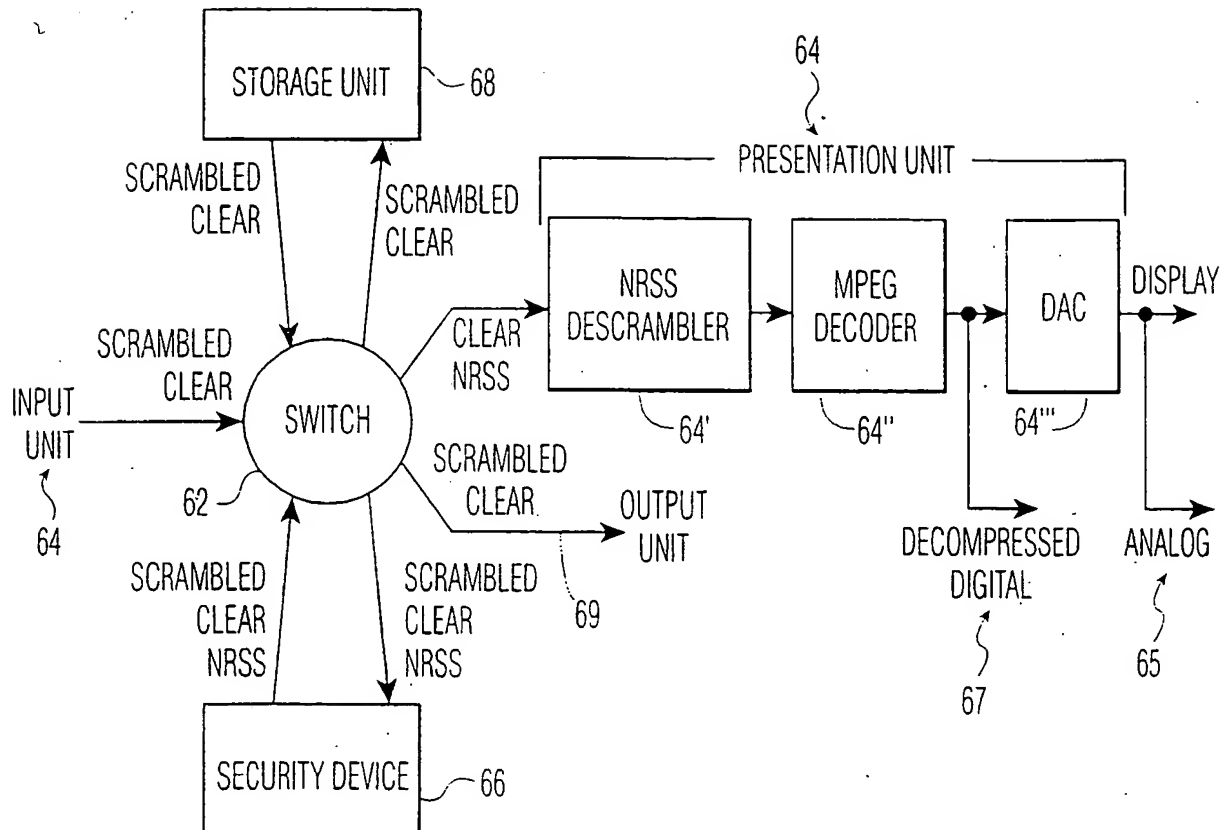 STORAGE UNIT
68
64
PRESENTATION UNIT
SCRAMBLED
CLEAR
SCRAMBLED
CLEAR
NRSS
DESCRAMBLER
MPEG
DECODER
DAC
DISPLAY
CLEAR
NRSS
SCRAMBLED
CLEAR
INPUT
UNIT
SWITCH
64'
64"
64'"
SCRAMBLED
CLEAR
OUTPUT
UNIT
62
64
69
DECOMPRESSED
DIGITAL
ANALOG
67
65
SCRAMBLED
CLEAR
NRSS
SCRAMBLED
CLEAR
NRSS
SECURITY DEVICE
66